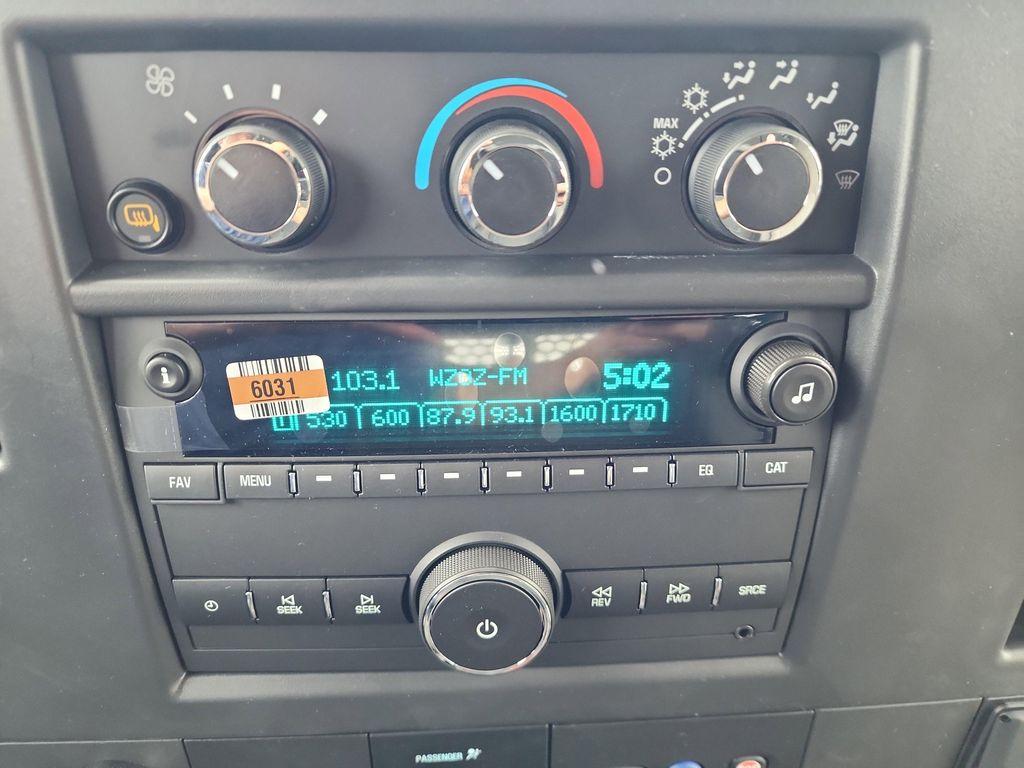 MAX
6031
103.1 WZOZ-FM 5:02
530 600 87.9 93.1 1600 1710
FAV MENU EQ CAT
SEEK SEEK REV FWD SRCE
PASSENGER